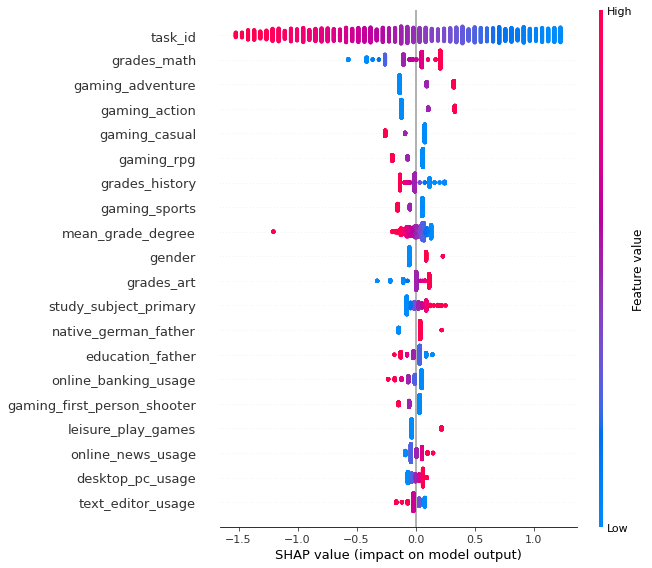 High
task_id
grades_math
gaming_adventure
gaming_action
gaming_casual
gaming_rpg
grades_history
gaming_sports
mean_grade_degree
gender
grades_art
study_subject_primary
native_german_father
education_father
online_banking_usage
gaming_first_person_shooter
leisure_play_games
online_news_usage
desktop_pc_usage
text_editor_usage
Feature value
Low
−1.5 −1.0 −0.5 0.0 0.5 1.0
SHAP value (impact on model output)